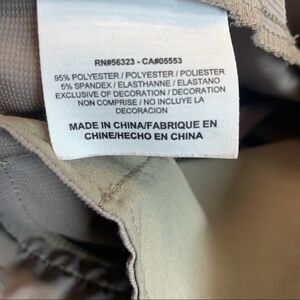 RN#56323 - CA#05553
95% POLYESTER / POLYESTER / POLIESTER
5% SPANDEX / ELASTHANNE / ELASTANO
EXCLUSIVE OF DECORATION / DECORATION
NON COMPRISE / NO INCLUYE LA
DECORACION
MADE IN CHINA/FABRIQUE EN
CHINE/HECHO EN CHINA